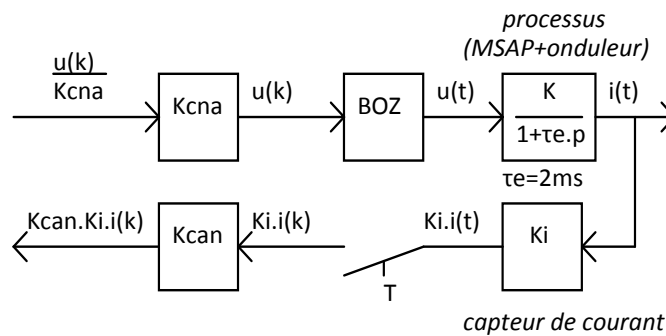 processus
(MSAP+onduleur)
u(k)
Kcna
Kcna
u(k)
BOZ
u(t)
K
1+τe.p
i(t)
τe=2ms
Kcan.Ki.i(k)
Kcan
Ki.i(k)
T
Ki.i(t)
Ki
capteur de courant